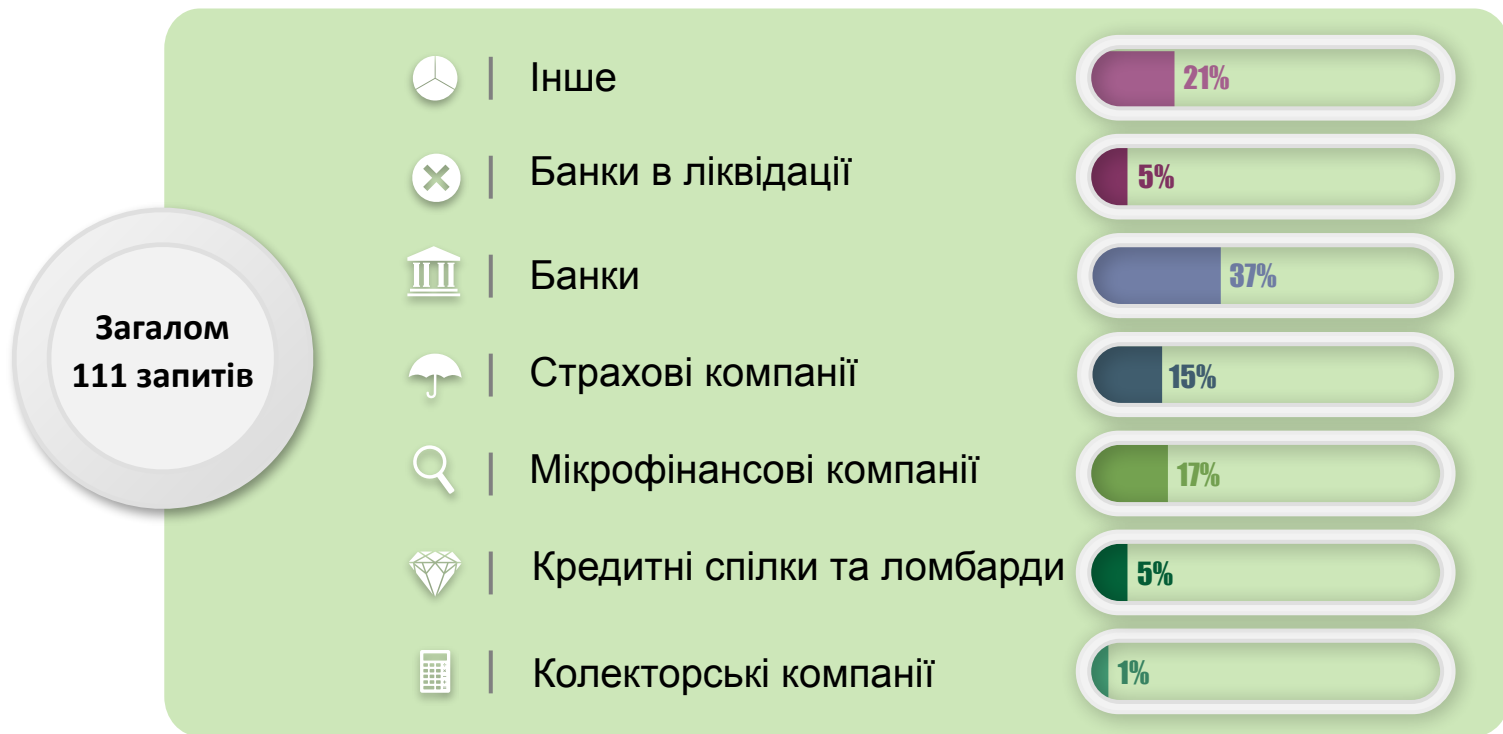 Загалом
111 запитів
Інше
21%
Банки в ліквідації
5%
Банки
37%
Страхові компанії
15%
Мікрофінансові компанії
17%
Кредитні спілки та ломбарди
5%
Колекторські компанії
1%